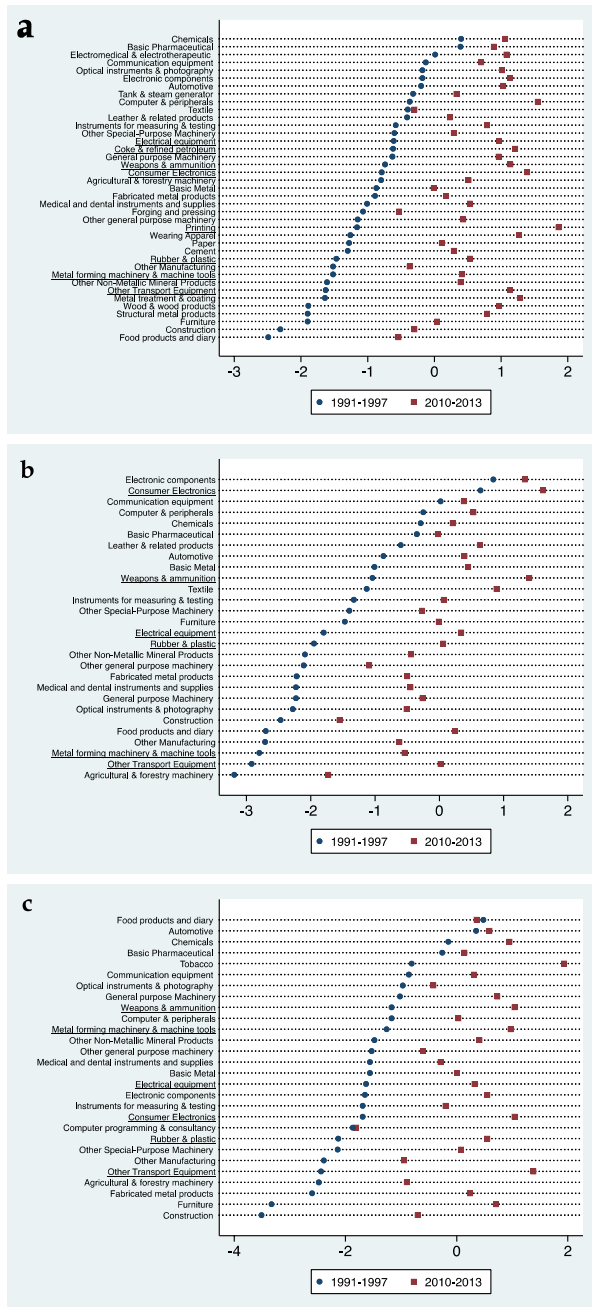 a
Chemicals
Basic Pharmaceutical
Electromedical & electrotherapeutic
Communication equipment
Optical instruments & photography
Electronic components
Automotive
Tank & steam generator
Computer & peripherals
Textile
Leather & related products
Instruments for measuring & testing
Other Special-Purpose Machinery
Electrical equipment
Coke & refined petroleum
General purpose Machinery
Weapons & ammunition
Consumer Electronics
Agricultural & forestry machinery
Basic Metal
Fabricated metal products
Medical and dental instruments and supplies
Forging and pressing
Other general purpose machinery
Printing
Wearing Apparel
Paper
Cement
Rubber & plastic
Other Manufacturing
Metal forming machinery & machine tools
Other Non-Metallic Mineral Products
Other Transport Equipment
Metal treatment & coating
Wood & wood products
Structural metal products
Furniture
Construction
Food products and diary
-3 -2 -1 0 1 2
1991-1997 2010-2013
b
Electronic components
Consumer Electronics
Communication equipment
Computer & peripherals
Chemicals
Basic Pharmaceutical
Leather & related products
Automotive
Basic Metal
Weapons & ammunition
Textile
Instruments for measuring & testing
Other Special-Purpose Machinery
Furniture
Electrical equipment
Rubber & plastic
Other Non-Metallic Mineral Products
Other general purpose machinery
Fabricated metal products
Medical and dental instruments and supplies
General purpose Machinery
Optical instruments & photography
Construction
Food products and diary
Other Manufacturing
Metal forming machinery & machine tools
Other Transport Equipment
Agricultural & forestry machinery
-3 -2 -1 0 1 2
1991-1997 2010-2013
c
Food products and diary
Automotive
Chemicals
Basic Pharmaceutical
Tobacco
Communication equipment
Optical instruments & photography
General purpose Machinery
Weapons & ammunition
Computer & peripherals
Metal forming machinery & machine tools
Other Non-Metallic Mineral Products
Other general purpose machinery
Medical and dental instruments and supplies
Basic Metal
Electrical equipment
Electronic components
Instruments for measuring & testing
Consumer Electronics
Computer programming & consultancy
Rubber & plastic
Other Special-Purpose Machinery
Other Manufacturing
Other Transport Equipment
Agricultural & forestry machinery
Fabricated metal products
Furniture
Construction
-4 -2 0 2
1991-1997 2010-2013